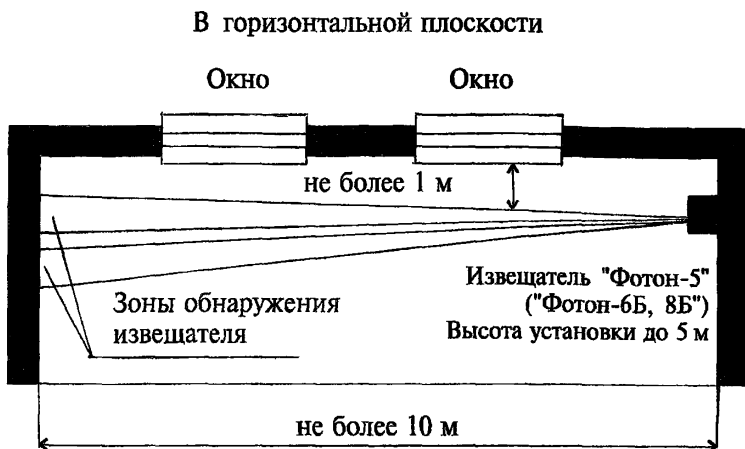 В горизонтальной плоскости
Окно
Окно
не более 1 м
Извещатель "Фотон-5"
("Фотон-6Б, 8Б")
Высота установки до 5 м
Зоны обнаружения
извещателя
не более 10 м